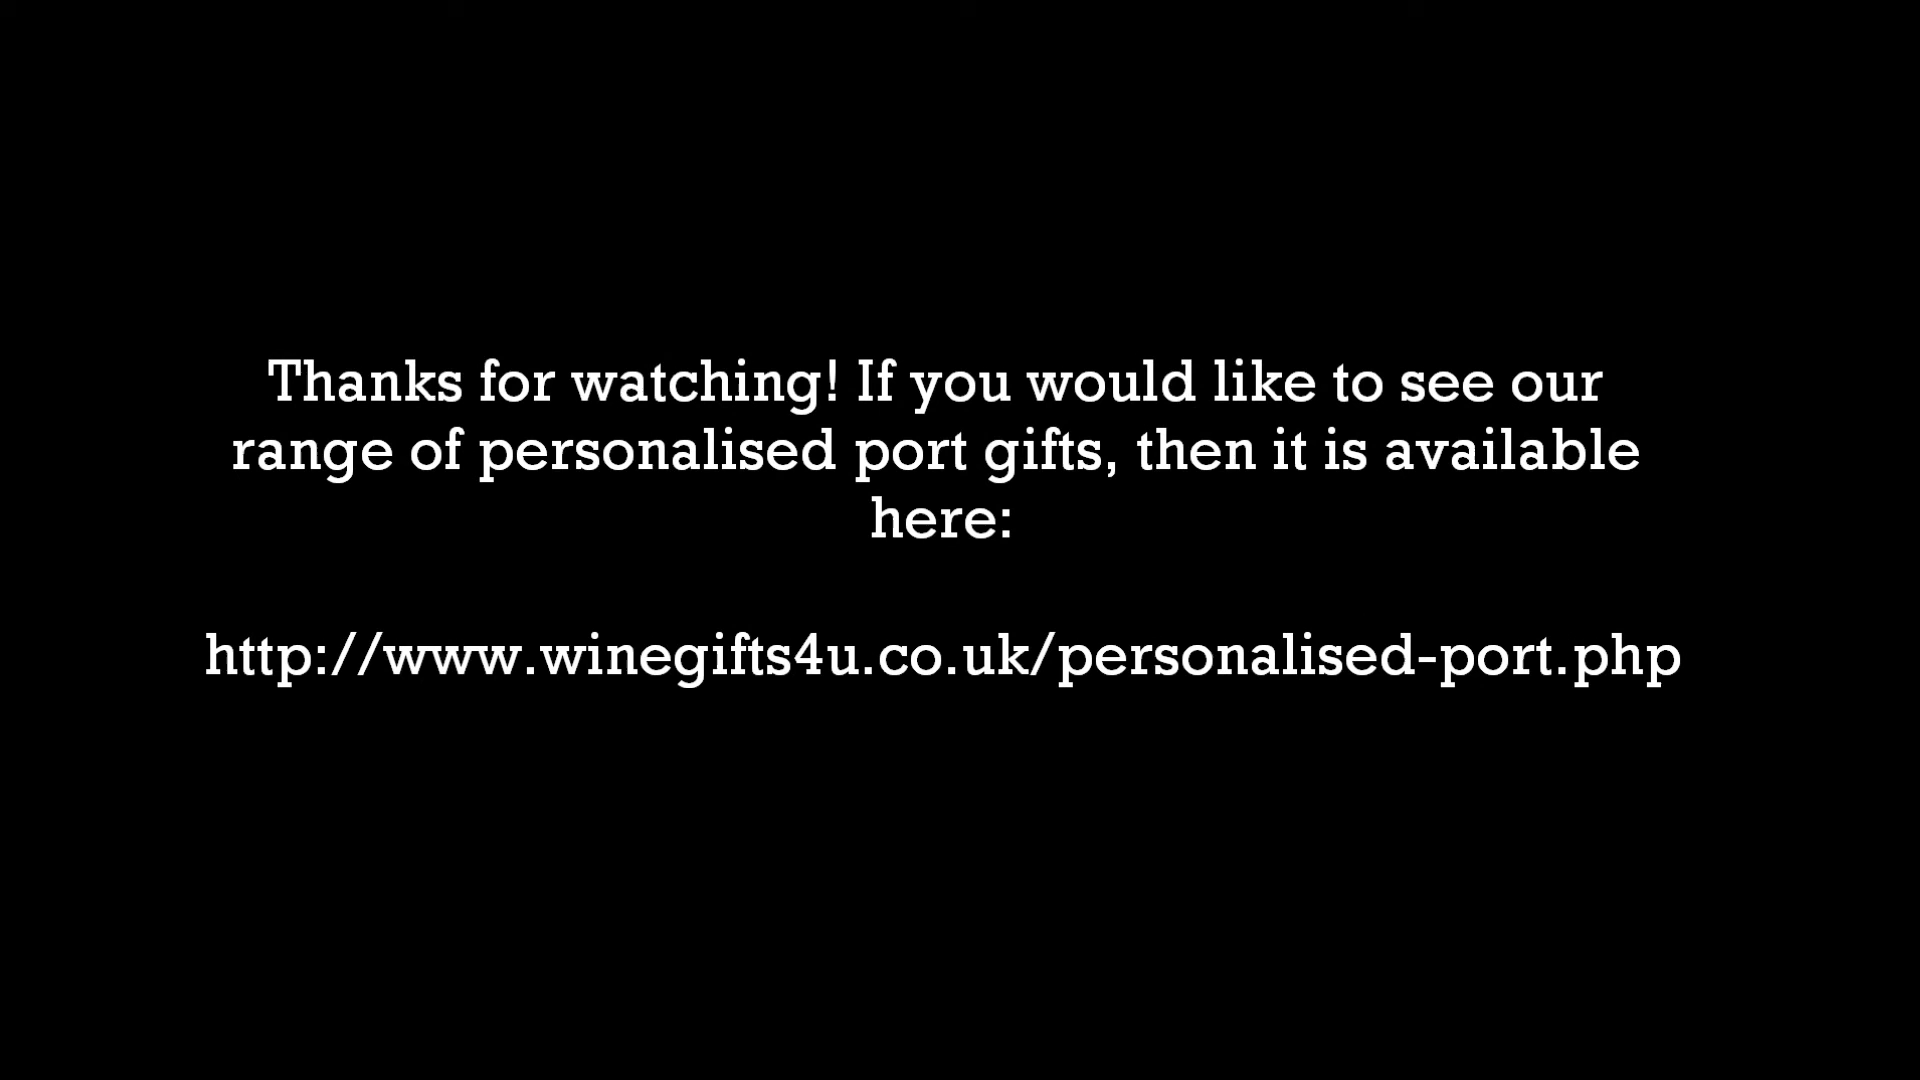 Thanks for watching! If you would like to see our
range of personalised port gifts, then it is available
here:
http://www.winegifts4u.co.uk/personalised-port.php